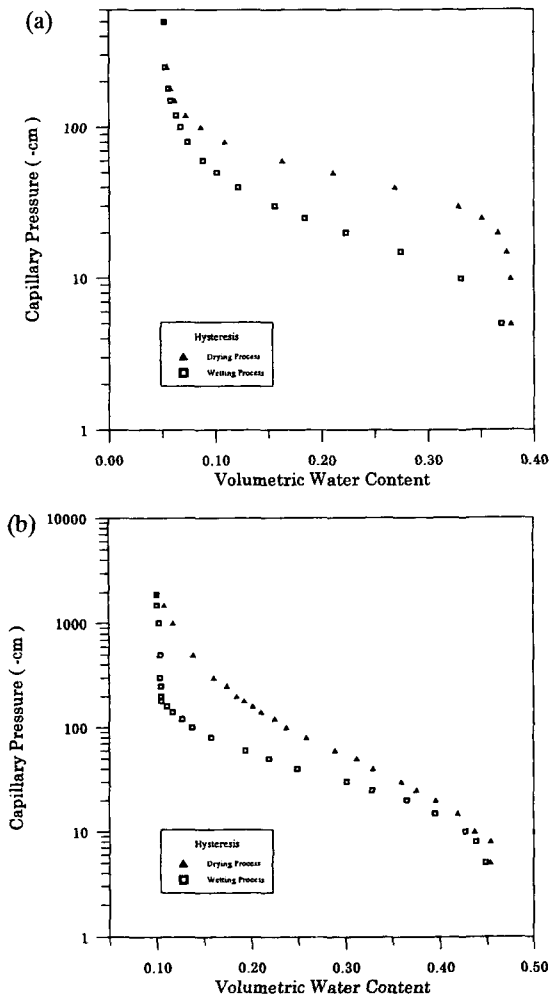 (a)
100
10
1
Capillary Pressure ( -cm )
Hysteresis
Drying Process
Wetting Process
0.00 0.10 0.20 0.30 0.40
Volumetric Water Content
(b)
10000
1000
100
10
1
Capillary Pressure ( -cm )
Hysteresis
Drying Process
Wetting Process
0.10 0.20 0.30 0.40 0.50
Volumetric Water Content